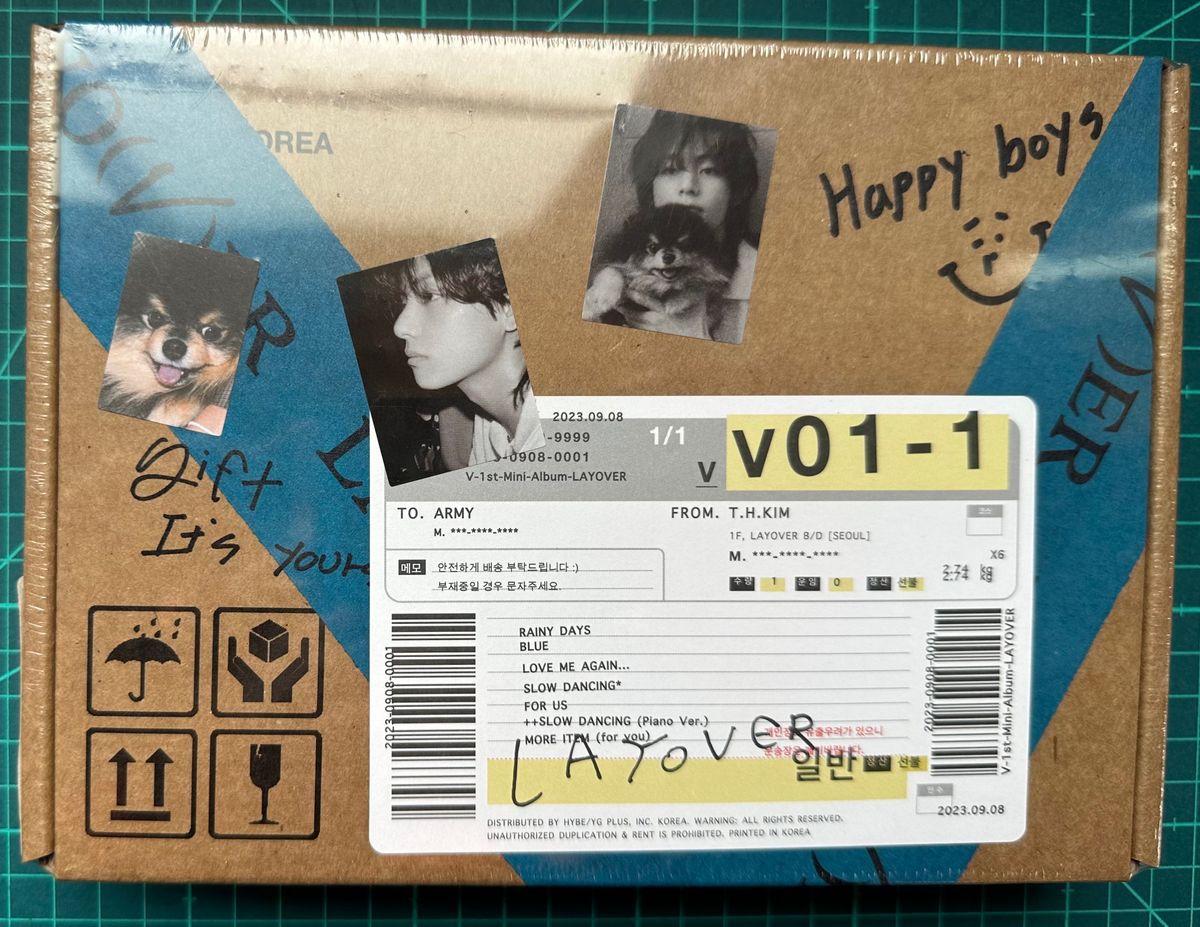 OREA
Happy boys
Gift
It's yours
2023.09.08
-9999
-0908-0001
V-1st-Mini-Album-LAYOVER
1/1
V
V01-1
TO. ARMY
M. ***-****-****
FROM. T.H.KIM
1F, LAYOVER B/D [SEOUL]
M. ***-****-****
X6
2.74 kg
2.74 kg
수량 1 운임 0 정산 선불
메모 안전하게 배송 부탁드립니다 :)
부재중일 경우 문자주세요.
RAINY DAYS
BLUE
LOVE ME AGAIN...
SLOW DANCING*
FOR US
++SLOW DANCING (Piano Ver.)
MORE ITEM (for you)
LAYOVER
일반 정산 선불
2023-0908-0001
2023-0908-0001
V-1st-Mini-Album-LAYOVER
2023.09.08
DISTRIBUTED BY HYBE/YG PLUS, INC. KOREA. WARNING: ALL RIGHTS RESERVED.
UNAUTHORIZED DUPLICATION & RENT IS PROHIBITED. PRINTED IN KOREA